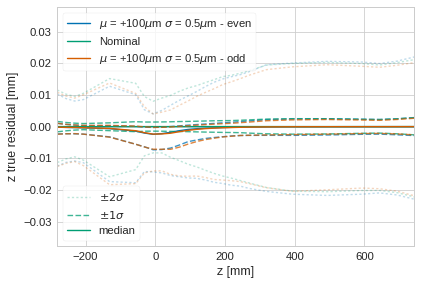 0.03
0.02
0.01
0.00
−0.01
−0.02
−0.03
z true residual [mm]
μ = +100μm σ = 0.5μm - even
Nominal
μ = +100μm σ = 0.5μm - odd
±2σ
±1σ
median
−200
0
200
400
600
z [mm]